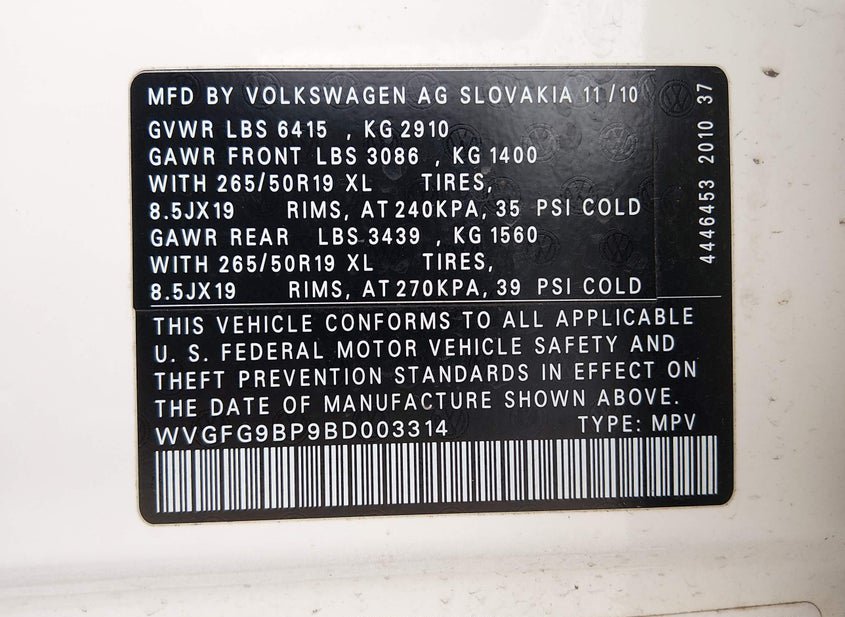 MFD BY VOLKSWAGEN AG SLOVAKIA 11/10
GVWR LBS 6415 , KG 2910
GAWR FRONT LBS 3086 , KG 1400
WITH 265/50R19 XL TIRES,
8.5JX19 RIMS, AT 240KPA, 35 PSI COLD
GAWR REAR LBS 3439 , KG 1560
WITH 265/50R19 XL TIRES,
8.5JX19 RIMS, AT 270KPA, 39 PSI COLD
4446453 2010 37
THIS VEHICLE CONFORMS TO ALL APPLICABLE
U. S. FEDERAL MOTOR VEHICLE SAFETY AND
THEFT PREVENTION STANDARDS IN EFFECT ON
THE DATE OF MANUFACTURE SHOWN ABOVE.
WVGFG9BP9BD003314 TYPE: MPV